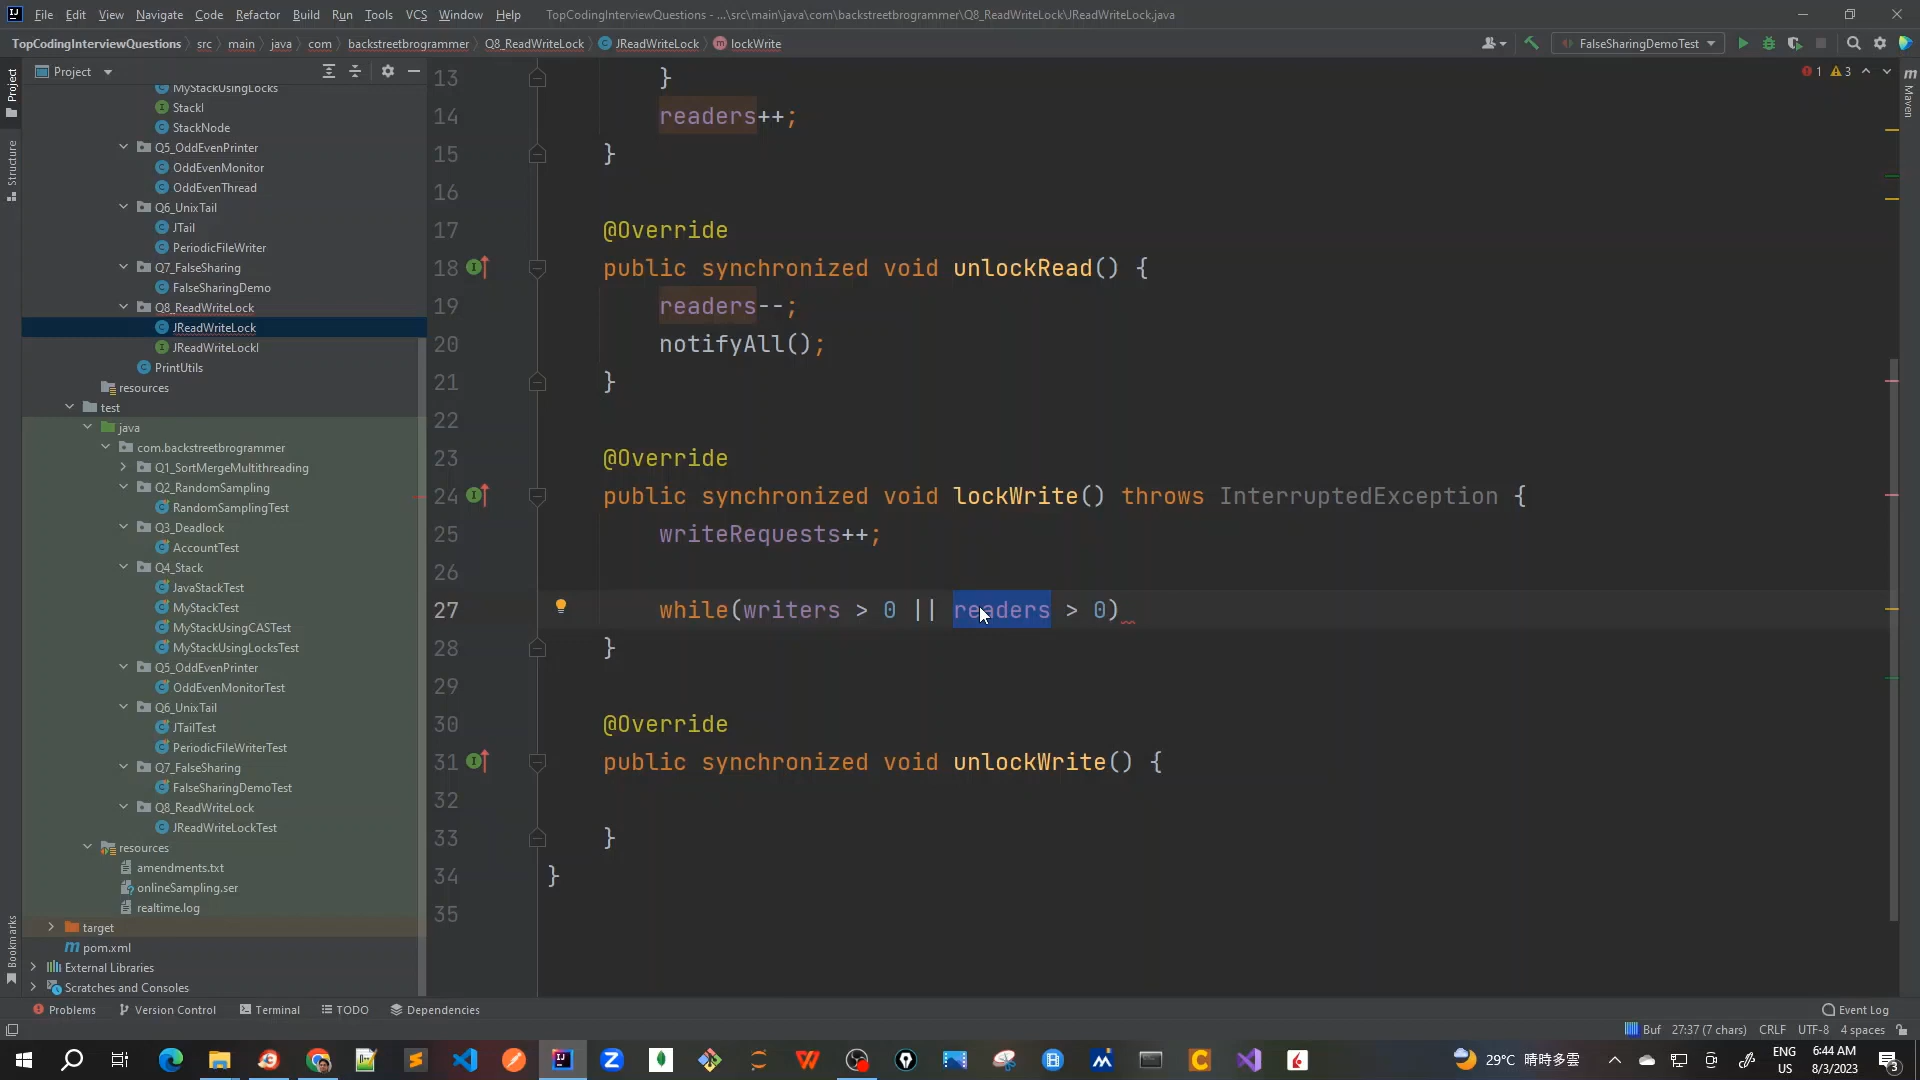 File Edit View Navigate Code Refactor Build Run Tools VCS Window Help TopCodingInterviewQuestions - ...\src\main\java\com\backstreetbrogrammer\Q8_ReadWriteLock\JReadWriteLock.java
TopCodingInterviewQuestions src main java com backstreetbrogrammer Q8_ReadWriteLock JReadWriteLock lockWrite FalseSharingDemoTest
Project
1 3
Project
Structure
Bookmarks
Maven
MyStackUsingLocks
StackI
StackNode
Q5_OddEvenPrinter
OddEvenMonitor
OddEvenThread
Q6_UnixTail
JTail
PeriodicFileWriter
Q7_FalseSharing
FalseSharingDemo
Q8_ReadWriteLock
JReadWriteLock
JReadWriteLockI
PrintUtils
resources
test
java
com.backstreetbrogrammer
Q1_SortMergeMultithreading
Q2_RandomSampling
RandomSamplingTest
Q3_Deadlock
AccountTest
Q4_Stack
JavaStackTest
MyStackTest
MyStackUsingCASTest
MyStackUsingLocksTest
Q5_OddEvenPrinter
OddEvenMonitorTest
Q6_UnixTail
JTailTest
PeriodicFileWriterTest
Q7_FalseSharing
FalseSharingDemoTest
Q8_ReadWriteLock
JReadWriteLockTest
resources
amendments.txt
onlineSampling.ser
realtime.log
target
pom.xml
External Libraries
Scratches and Consoles
13 }
14 readers++;
15 }
16
17 @Override
18 public synchronized void unlockRead() {
19 readers--;
20 notifyAll();
21 }
22
23 @Override
24 public synchronized void lockWrite() throws InterruptedException {
25 writeRequests++;
26
27 while(writers > 0 || readers > 0)
28 }
29
30 @Override
31 public synchronized void unlockWrite() {
32
33 }
34 }
35
Problems Version Control Terminal TODO Dependencies Event Log
Buf 27:37 (7 chars) CRLF UTF-8 4 spaces
29°C 晴時多雲 ENG US 6:44 AM 8/3/2023 3